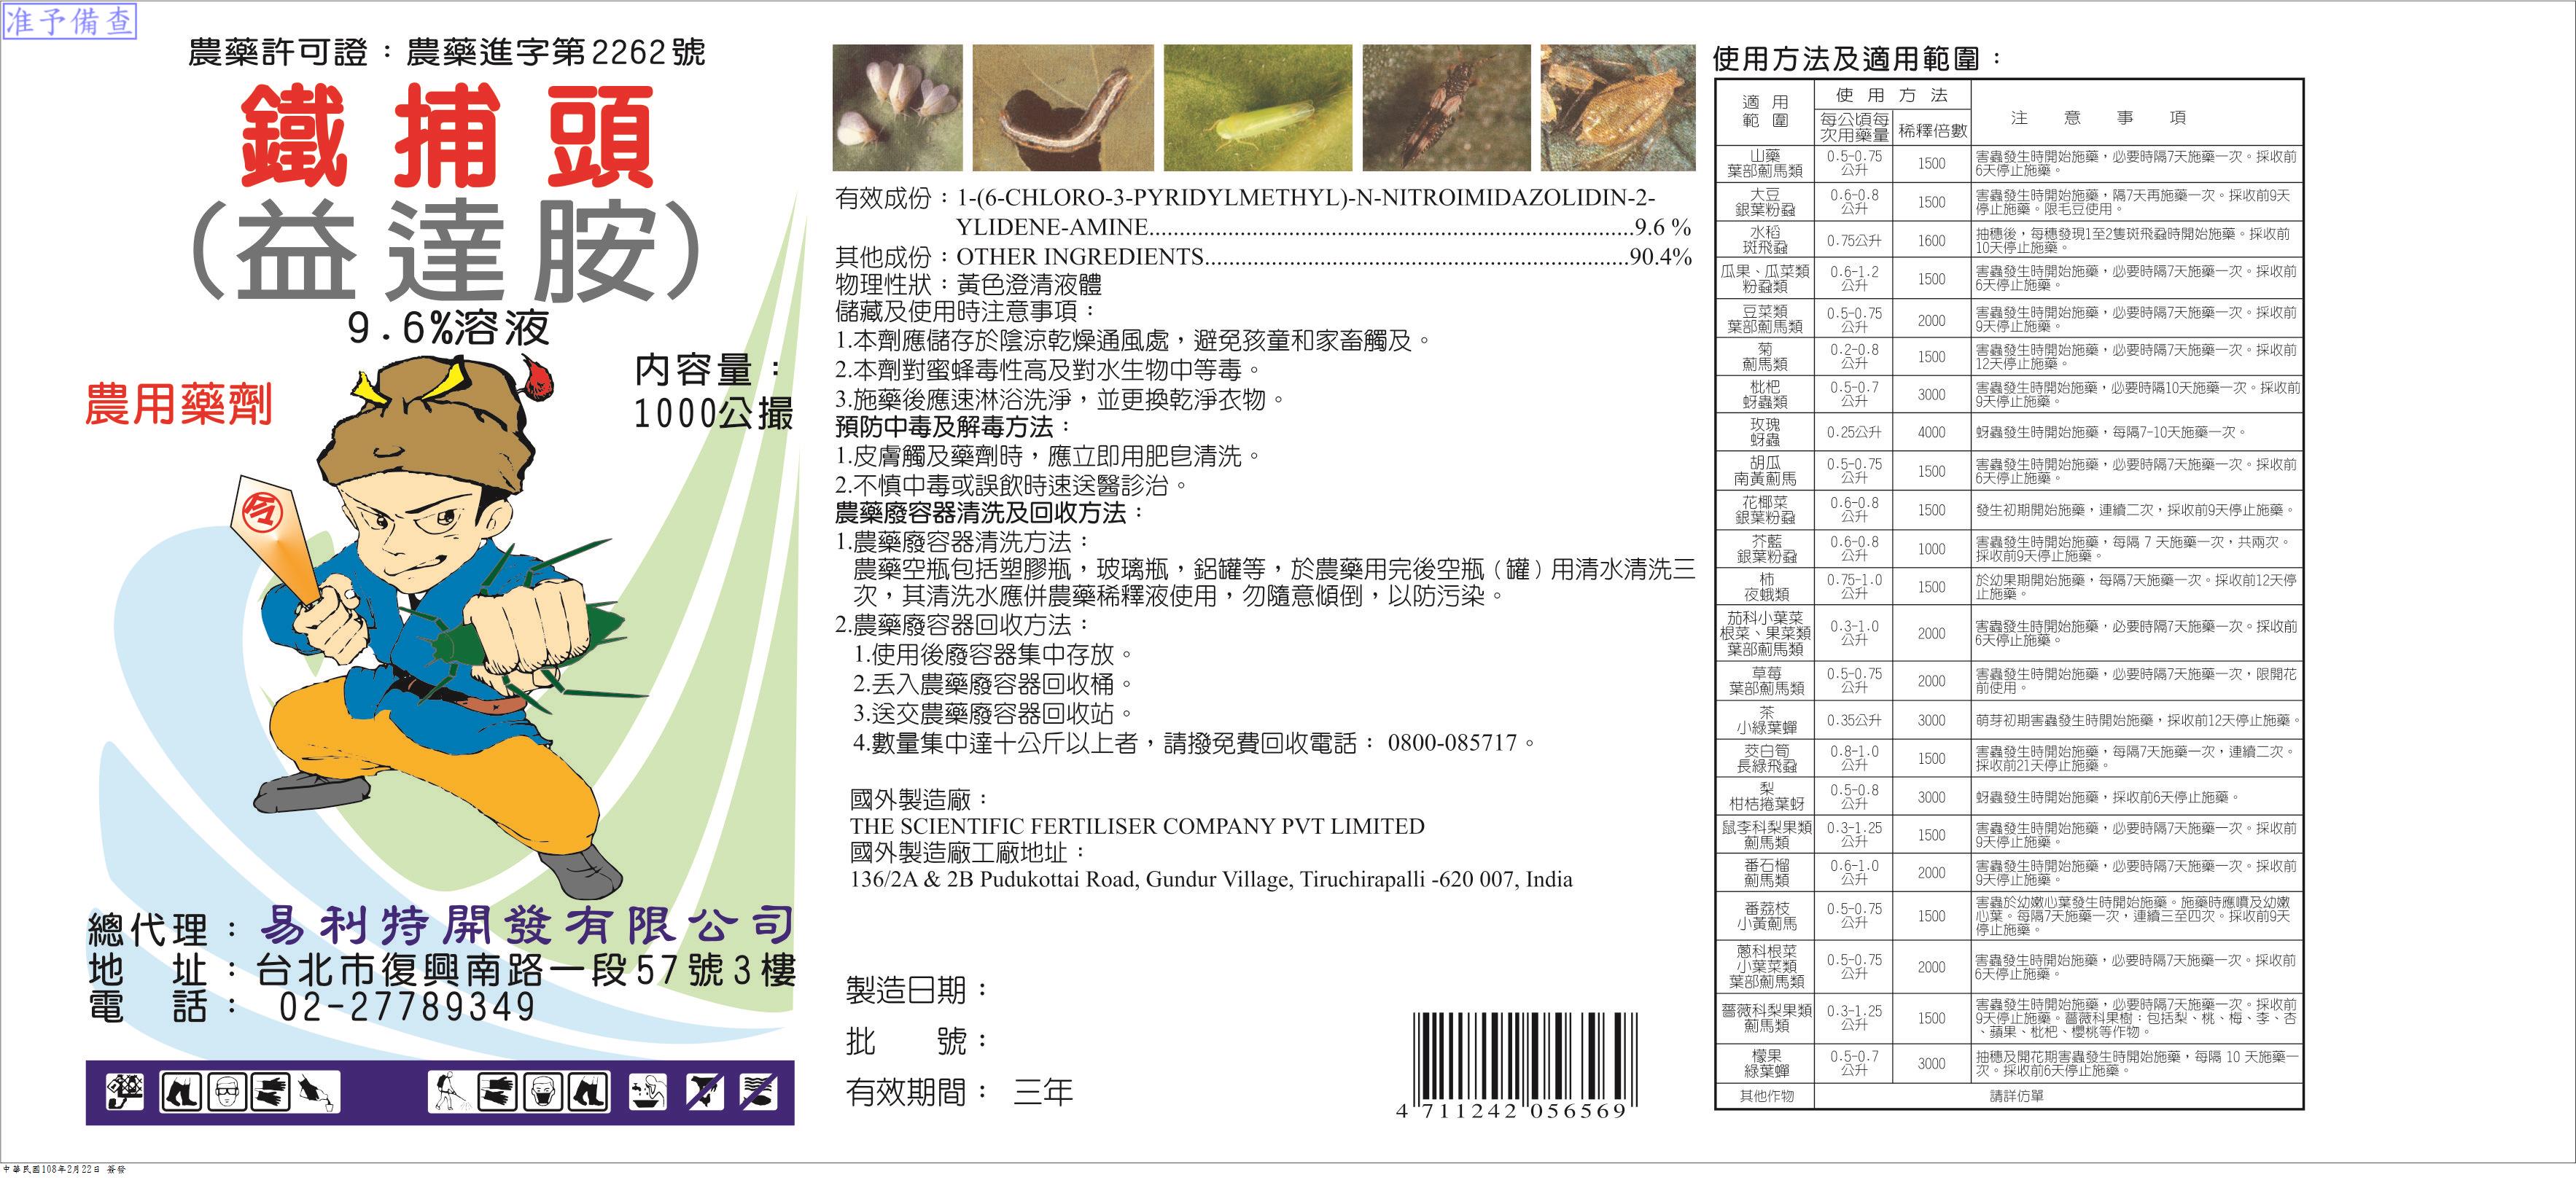 准予備查
農藥許可證：農藥進字第2262號
鐵捕頭
（益達胺）
9.6%溶液
農用藥劑
內容量：
1000公撮
令
總代理：易利特開發有限公司
地　址：台北市復興南路一段57號3樓
電　話：02-27789349
有效成份：1-(6-CHLORO-3-PYRIDYLMETHYL)-N-NITROIMIDAZOLIDIN-2-
YLIDENE-AMINE....................9.6 %
其他成份：OTHER INGREDIENTS....................90.4%
物理性狀：黃色澄清液體
儲藏及使用時注意事項：
1.本劑應儲存於陰涼乾燥通風處，避免孩童和家畜觸及。
2.本劑對蜜蜂毒性高及對水生物中等毒。
3.施藥後應速淋浴洗淨，並更換乾淨衣物。
預防中毒及解毒方法：
1.皮膚觸及藥劑時，應立即用肥皂清洗。
2.不慎中毒或誤飲時速送醫診治。
農藥廢容器清洗及回收方法：
1.農藥廢容器清洗方法：
農藥空瓶包括塑膠瓶，玻璃瓶，鋁罐等，於農藥用完後空瓶（罐）用清水清洗三
次，其清洗水應併農藥稀釋液使用，勿隨意傾倒，以防污染。
2.農藥廢容器回收方法：
1.使用後廢容器集中存放。
2.丟入農藥廢容器回收桶。
3.送交農藥廢容器回收站。
4.數量集中達十公斤以上者，請撥免費回收電話： 0800-085717。
國外製造廠：
THE SCIENTIFIC FERTILISER COMPANY PVT LIMITED
國外製造廠工廠地址：
136/2A & 2B Pudukottai Road, Gundur Village, Tiruchirapalli -620 007, India
製造日期：
批　號：
有效期間： 三年
4 711242 056569
使用方法及適用範圍：
適用
範圍
使用方法
每公頃每
次用藥量
稀釋倍數
注意事項
山藥
葉部薊馬類
0.5-0.75
公升
1500
害蟲發生時開始施藥，必要時隔7天施藥一次。採收前
6天停止施藥。
大豆
銀葉粉蝨
0.6-0.8
公升
1500
害蟲發生時開始施藥，隔7天再施藥一次。採收前9天
停止施藥。限毛豆使用。
水稻
斑飛蝨
0.75公升
1600
抽穗後，每穗發現1至2隻斑飛蝨時開始施藥。採收前
10天停止施藥。
瓜果、瓜菜類
粉蝨類
0.6-1.2
公升
1500
害蟲發生時開始施藥，必要時隔7天施藥一次。採收前
6天停止施藥。
豆菜類
葉部薊馬類
0.5-0.75
公升
2000
害蟲發生時開始施藥，必要時隔7天施藥一次。採收前
9天停止施藥。
菊
薊馬類
0.2-0.8
公升
1500
害蟲發生時開始施藥，必要時隔7天施藥一次。採收前
12天停止施藥。
枇杷
蚜蟲類
0.5-0.7
公升
3000
害蟲發生時開始施藥，必要時隔10天施藥一次。採收前
9天停止施藥。
玫瑰
蚜蟲
0.25公升
4000
蚜蟲發生時開始施藥，每隔7-10天施藥一次。
胡瓜
南黃薊馬
0.5-0.75
公升
1500
害蟲發生時開始施藥，必要時隔7天施藥一次。採收前
6天停止施藥。
花椰菜
銀葉粉蝨
0.6-0.8
公升
1500
發生初期開始施藥，連續二次，採收前9天停止施藥。
芥藍
銀葉粉蝨
0.6-0.8
公升
1000
害蟲發生時開始施藥，每隔 7 天施藥一次，共兩次。
採收前9天停止施藥。
柿
夜蛾類
0.75-1.0
公升
1500
於幼果期開始施藥，每隔7天施藥一次。採收前12天停
止施藥。
茄科小葉菜
根菜、果菜類
葉部薊馬類
0.3-1.0
公升
2000
害蟲發生時開始施藥，必要時隔7天施藥一次。採收前
6天停止施藥。
草莓
葉部薊馬類
0.5-0.75
公升
2000
害蟲發生時開始施藥，必要時隔7天施藥一次，限開花
前使用。
茶
小綠葉蟬
0.35公升
3000
萌芽初期害蟲發生時開始施藥，採收前12天停止施藥。
茭白筍
長綠飛蝨
0.8-1.0
公升
1500
害蟲發生時開始施藥，每隔7天施藥一次，連續二次。
採收前21天停止施藥。
梨
柑桔捲葉蚜
0.5-0.8
公升
3000
蚜蟲發生時開始施藥，採收前6天停止施藥。
鼠李科梨果類
薊馬類
0.3-1.25
公升
1500
害蟲發生時開始施藥，必要時隔7天施藥一次。採收前
9天停止施藥。
番石榴
薊馬類
0.6-1.0
公升
2000
害蟲發生時開始施藥，必要時隔7天施藥一次。採收前
9天停止施藥。
番荔枝
小黃薊馬
0.5-0.75
公升
1500
害蟲於幼嫩心葉發生時開始施藥。施藥時應噴及幼嫩
心葉。每隔7天施藥一次，連續三至四次。採收前9天
停止施藥。
蔥科根菜
小葉菜類
葉部薊馬類
0.5-0.75
公升
2000
害蟲發生時開始施藥，必要時隔7天施藥一次。採收前
6天停止施藥。
薔薇科梨果類
薊馬類
0.3-1.25
公升
1500
害蟲發生時開始施藥，必要時隔7天施藥一次。採收前
9天停止施藥。薔薇科果樹：包括梨、桃、梅、李、杏
、蘋果、枇杷、櫻桃等作物。
檬果
綠葉蟬
0.5-0.7
公升
3000
抽穗及開花期害蟲發生時開始施藥，每隔 10 天施藥一
次。採收前6天停止施藥。
其他作物
請詳仿單
中華民國108年2月22日 簽發